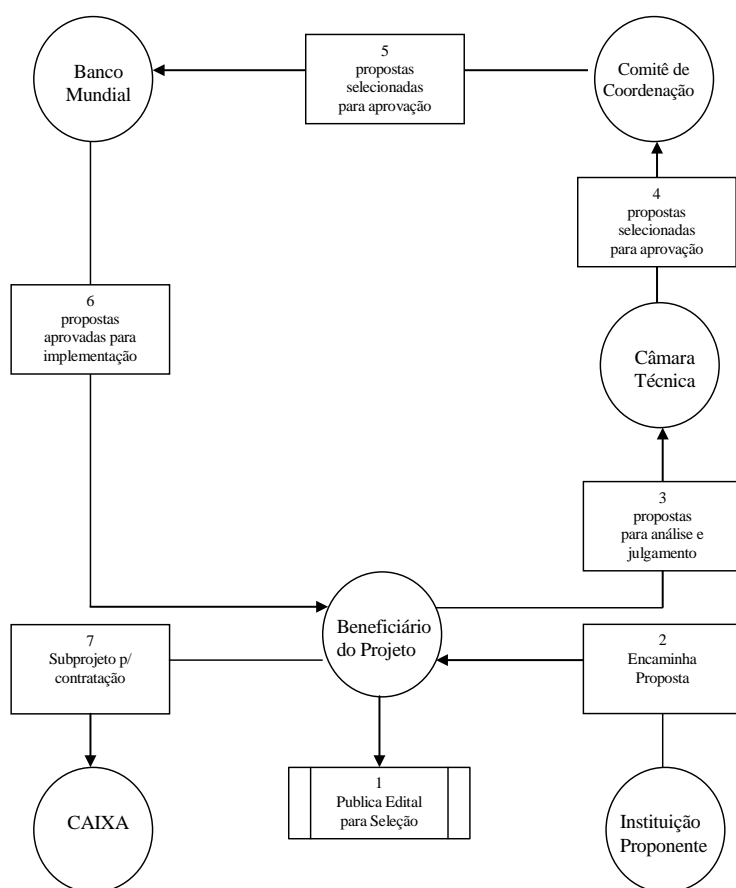 Banco
Mundial
5
propostas
selecionadas
para aprovação
Comitê de
Coordenação
4
propostas
selecionadas
para aprovação
6
propostas
aprovadas para
implementação
Câmara
Técnica
3
propostas
para análise e
julgamento
Beneficiário
do Projeto
7
Subprojeto p/
contratação
2
Encaminha
Proposta
CAIXA
1
Publica Edital
para Seleção
Instituição
Proponente